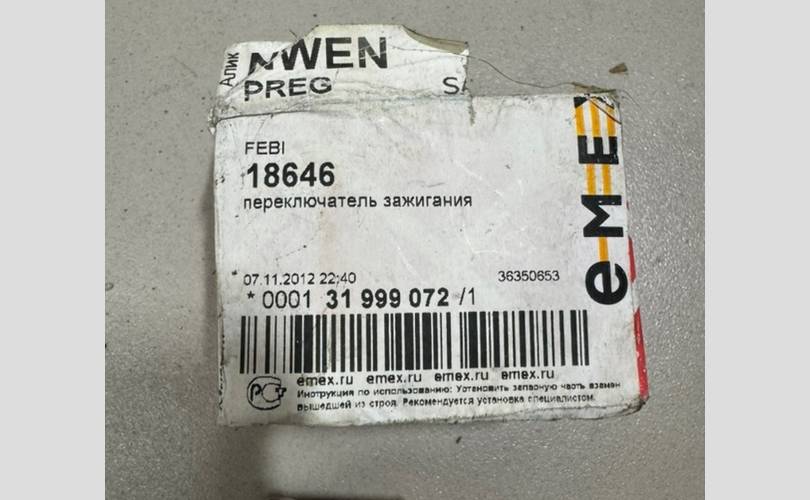 NWEN
PREG
FEBI
18646
переключатель зажигания
07.11.2012 22:40 36350653
* 0001 31 999 072 /1
emex.ru emex.ru emex.ru emex.ru
Инструкция по использованию: Установить запасную часть взамен
вышедшей из строя. Рекомендуется установка специалистом.
РСТ
e-M-E